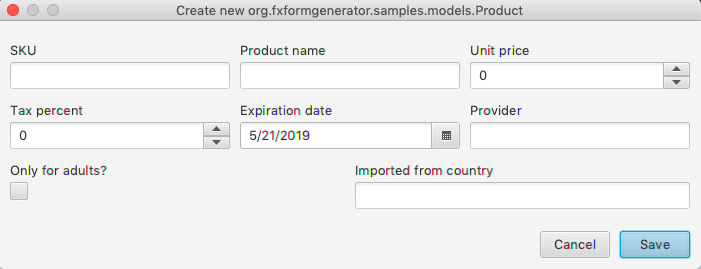 Create new org.fxformgenerator.samples.models.Product
SKU Product name Unit price
0
Tax percent Expiration date Provider
0 5/21/2019
Only for adults? Imported from country
Cancel Save